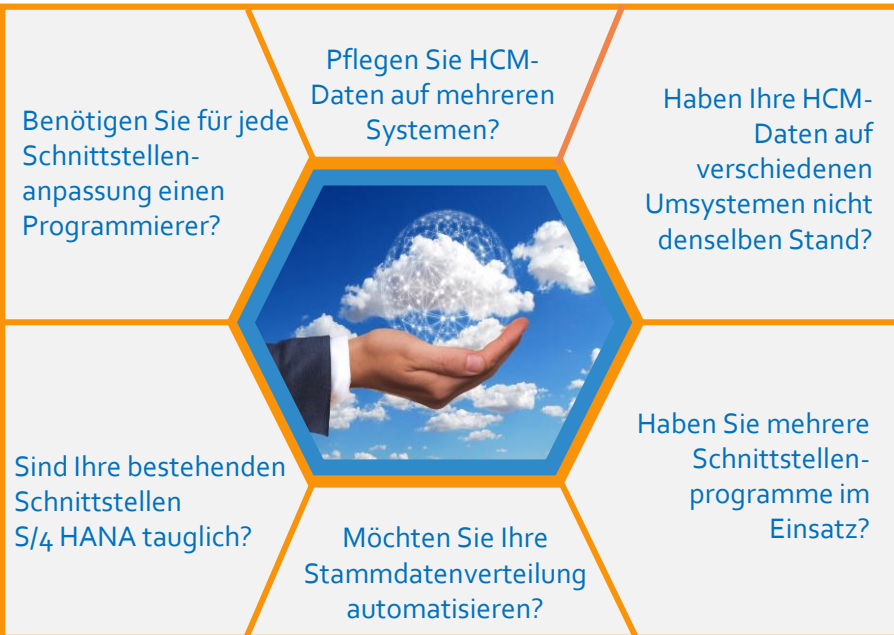 Pflegen Sie HCM-
Daten auf mehreren
Systemen?
Benötigen Sie für jede
Schnittstellen-
anpassung einen
Programmierer?
Haben Ihre HCM-
Daten auf
verschiedenen
Umsystemen nicht
denselben Stand?
Sind Ihre bestehenden
Schnittstellen
S/4 HANA tauglich?
Haben Sie mehrere
Schnittstellen-
programme im
Einsatz?
Möchten Sie Ihre
Stammdatenverteilung
automatisieren?